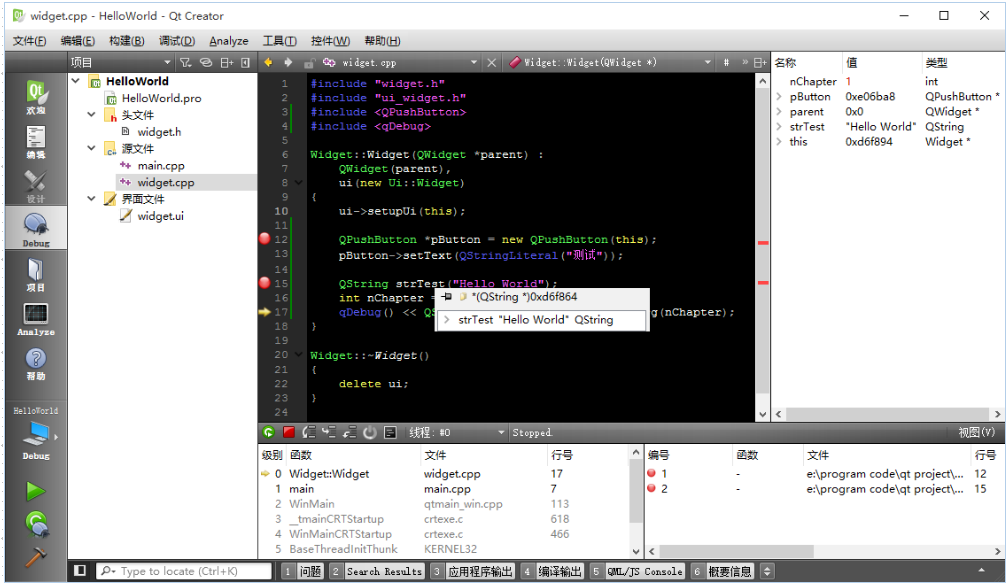 widget.cpp - HelloWorld - Qt Creator
文件(F) 编辑(E) 构建(B) 调试(D) Analyze 工具(T) 控件(W) 帮助(H)
项目
widget.cpp
Widget::Widget(QWidget *)
#
»
欢迎
编辑
设计
Debug
项目
Analyze
帮助
HelloWorld
Debug
HelloWorld
HelloWorld.pro
头文件
widget.h
源文件
main.cpp
widget.cpp
界面文件
widget.ui
1 #include "widget.h"
2 #include "ui_widget.h"
3 #include <QPushButton>
4 #include <qDebug>
5
6 Widget::Widget(QWidget *parent) :
7 QWidget(parent),
8 ui(new Ui::Widget)
9 {
10 ui->setupUi(this);
11
12 QPushButton *pButton = new QPushButton(this);
13 pButton->setText(QStringLiteral("测试"));
14
15 QString strTest("Hello World");
16 int nChapter =
17 qDebug() << QS g(nChapter);
18 }
19
20 Widget::~Widget()
21 {
22 delete ui;
23 }
24
*(QString *)0xd6f864
strTest "Hello World" QString
名称 值 类型
nChapter 1 int
pButton 0xe06ba8 QPushButton *
parent 0x0 QWidget *
strTest "Hello World" QString
this 0xd6f894 Widget *
线程: #0 Stopped. 视图(V)
级别 函数 文件 行号
0 Widget::Widget widget.cpp 17
1 main main.cpp 7
2 WinMain qtmain_win.cpp 113
3 __tmainCRTStartup crtexe.c 618
4 WinMainCRTStartup crtexe.c 466
5 BaseThreadInitThunk KERNEL32
编号 函数 文件 行号
1 - e:\program code\qt project\... 12
2 - e:\program code\qt project\... 15
Type to locate (Ctrl+K) 1 问题 2 Search Results 3 应用程序输出 4 编译输出 5 QML/JS Console 6 概要信息